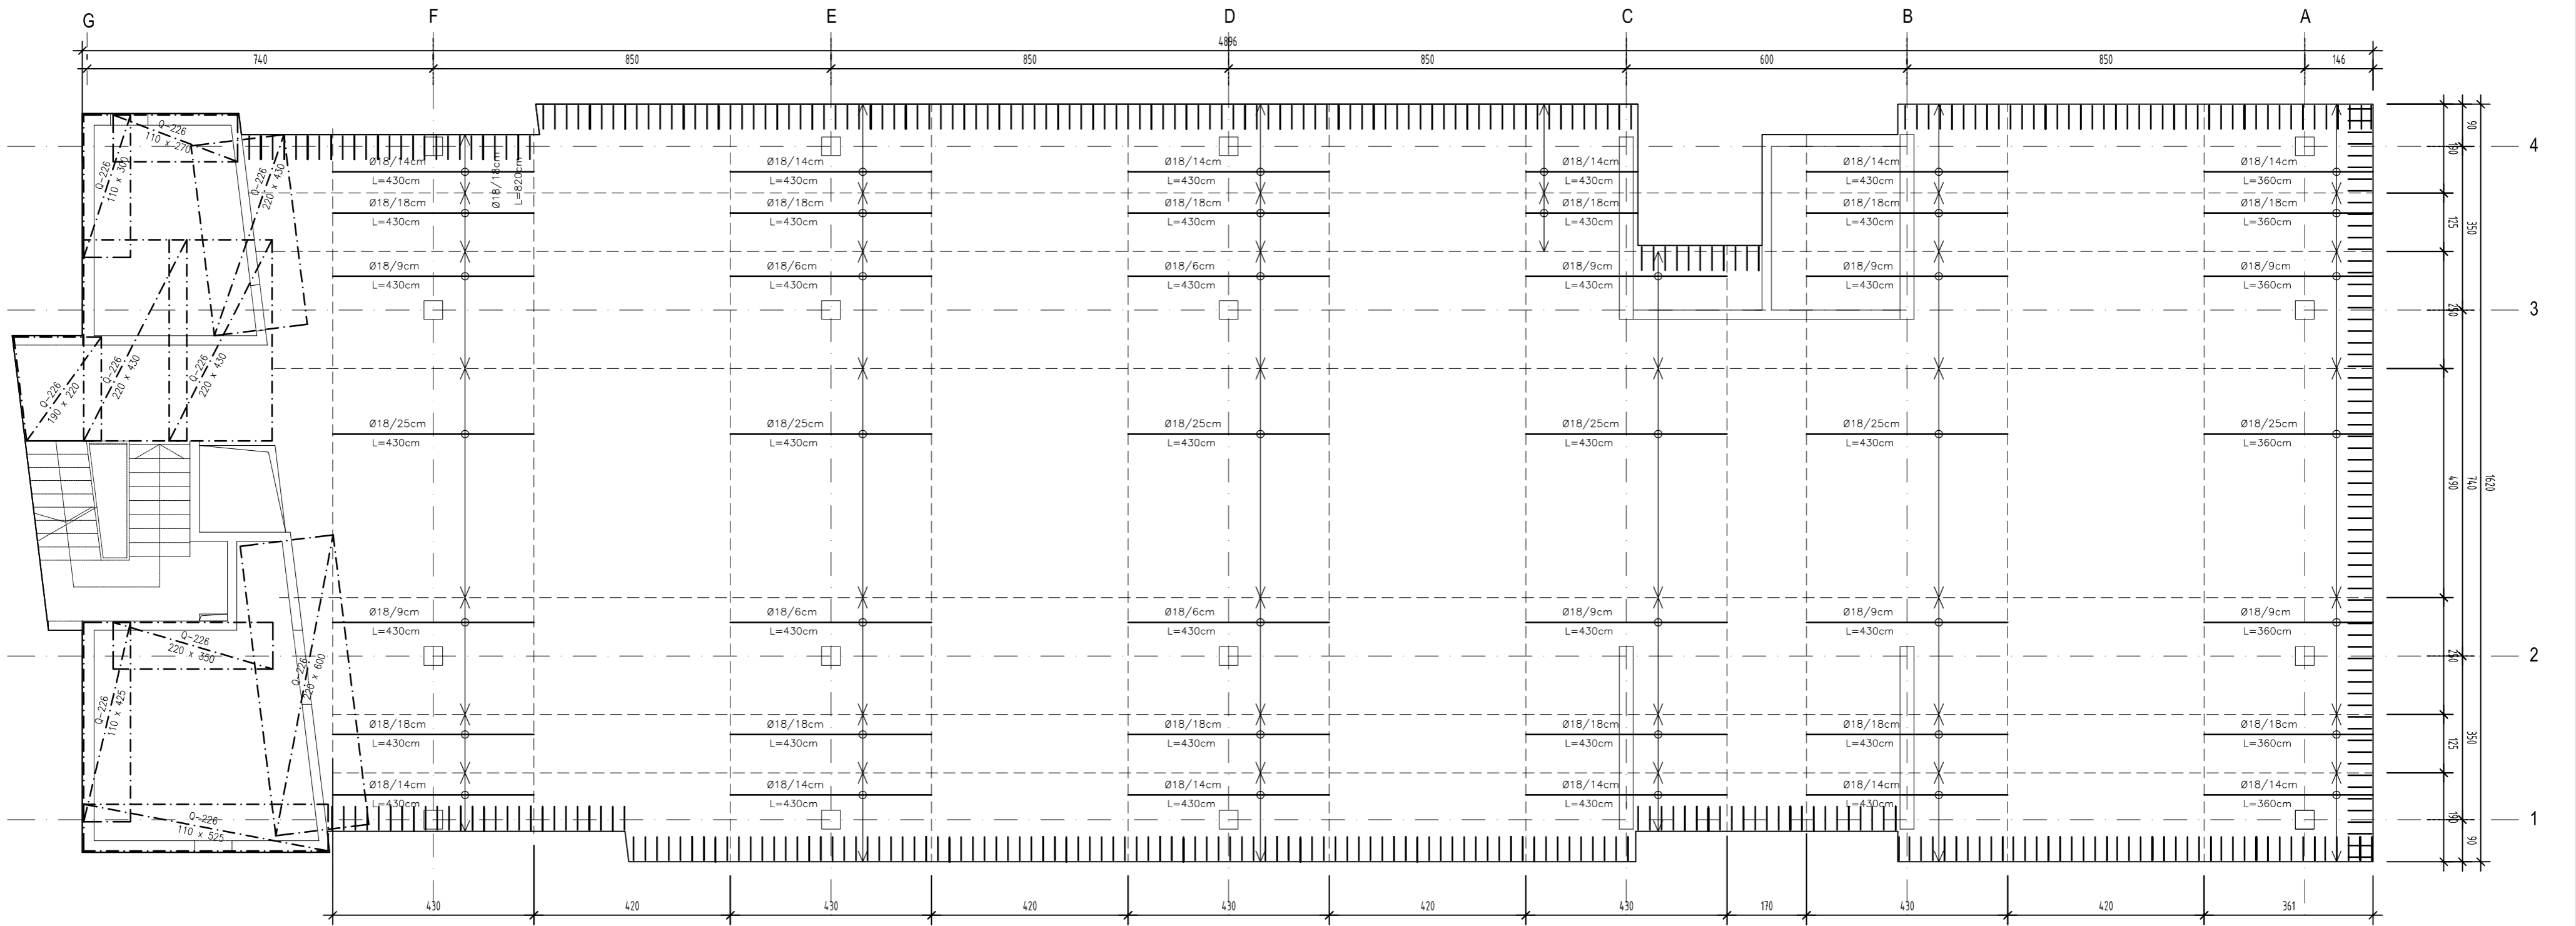 G F E D C B A
4896
740 850 850 850 600 850 146
Q-226
110 x 270
Q-226
110 x 300
Q-226
220 x 430
Ø18/18cm
L=820cm
Ø18/14cm Ø18/14cm Ø18/14cm Ø18/14cm Ø18/14cm Ø18/14cm
L=430cm L=430cm L=430cm L=430cm L=430cm L=360cm
Ø18/18cm Ø18/18cm Ø18/18cm Ø18/18cm Ø18/18cm Ø18/18cm
L=430cm L=430cm L=430cm L=430cm L=430cm L=360cm
Ø18/9cm Ø18/6cm Ø18/6cm Ø18/9cm Ø18/9cm Ø18/9cm
L=430cm L=430cm L=430cm L=430cm L=430cm L=360cm
Q-226
190 x 220
Q-226
220 x 430
Q-226
220 x 430
Ø18/25cm Ø18/25cm Ø18/25cm Ø18/25cm Ø18/25cm Ø18/25cm
L=430cm L=430cm L=430cm L=430cm L=430cm L=360cm
Ø18/9cm Ø18/6cm Ø18/6cm Ø18/9cm Ø18/9cm Ø18/9cm
L=430cm L=430cm L=430cm L=430cm L=430cm L=360cm
Q-226
220 x 350
Q-226
220 x 600
Q-226
110 x 425
Ø18/18cm Ø18/18cm Ø18/18cm Ø18/18cm Ø18/18cm Ø18/18cm
L=430cm L=430cm L=430cm L=430cm L=430cm L=360cm
Ø18/14cm Ø18/14cm Ø18/14cm Ø18/14cm Ø18/14cm Ø18/14cm
L=430cm L=430cm L=430cm L=430cm L=430cm L=360cm
Q-226
110 x 525
430 420 430 420 430 420 430 170 430 420 361
90
190
4
125
350
250
3
490
740
1620
250
2
125
350
190
1
90